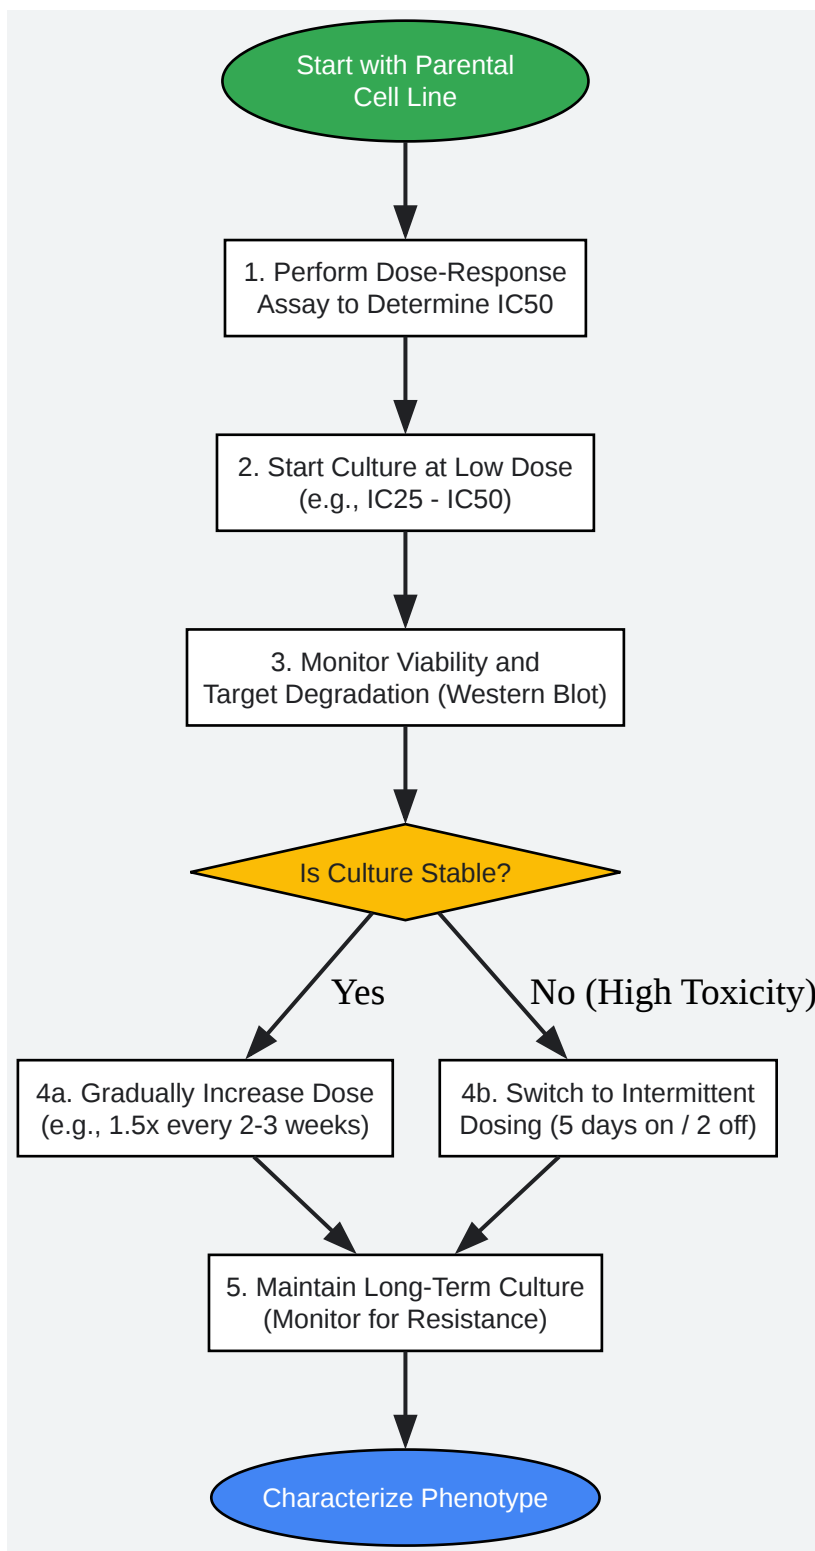 Start with Parental
Cell Line
1. Perform Dose-Response
Assay to Determine IC50
2. Start Culture at Low Dose
(e.g., IC25 - IC50)
3. Monitor Viability and
Target Degradation (Western Blot)
Is Culture Stable?
Yes
No (High Toxicity)
4a. Gradually Increase Dose
(e.g., 1.5x every 2-3 weeks)
4b. Switch to Intermittent
Dosing (5 days on / 2 off)
5. Maintain Long-Term Culture
(Monitor for Resistance)
Characterize Phenotype